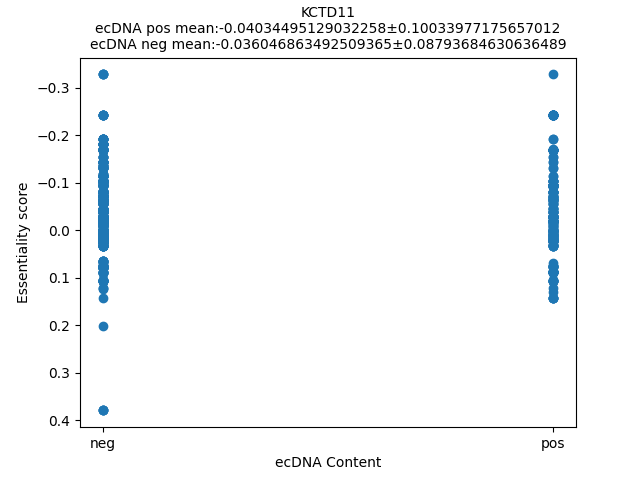 KCTD11
ecDNA pos mean:-0.04034495129032258±0.10033977175657012
ecDNA neg mean:-0.036046863492509365±0.08793684630636489
−0.3
−0.2
−0.1
0.0
0.1
0.2
0.3
0.4
Essentiality score
neg
pos
ecDNA Content